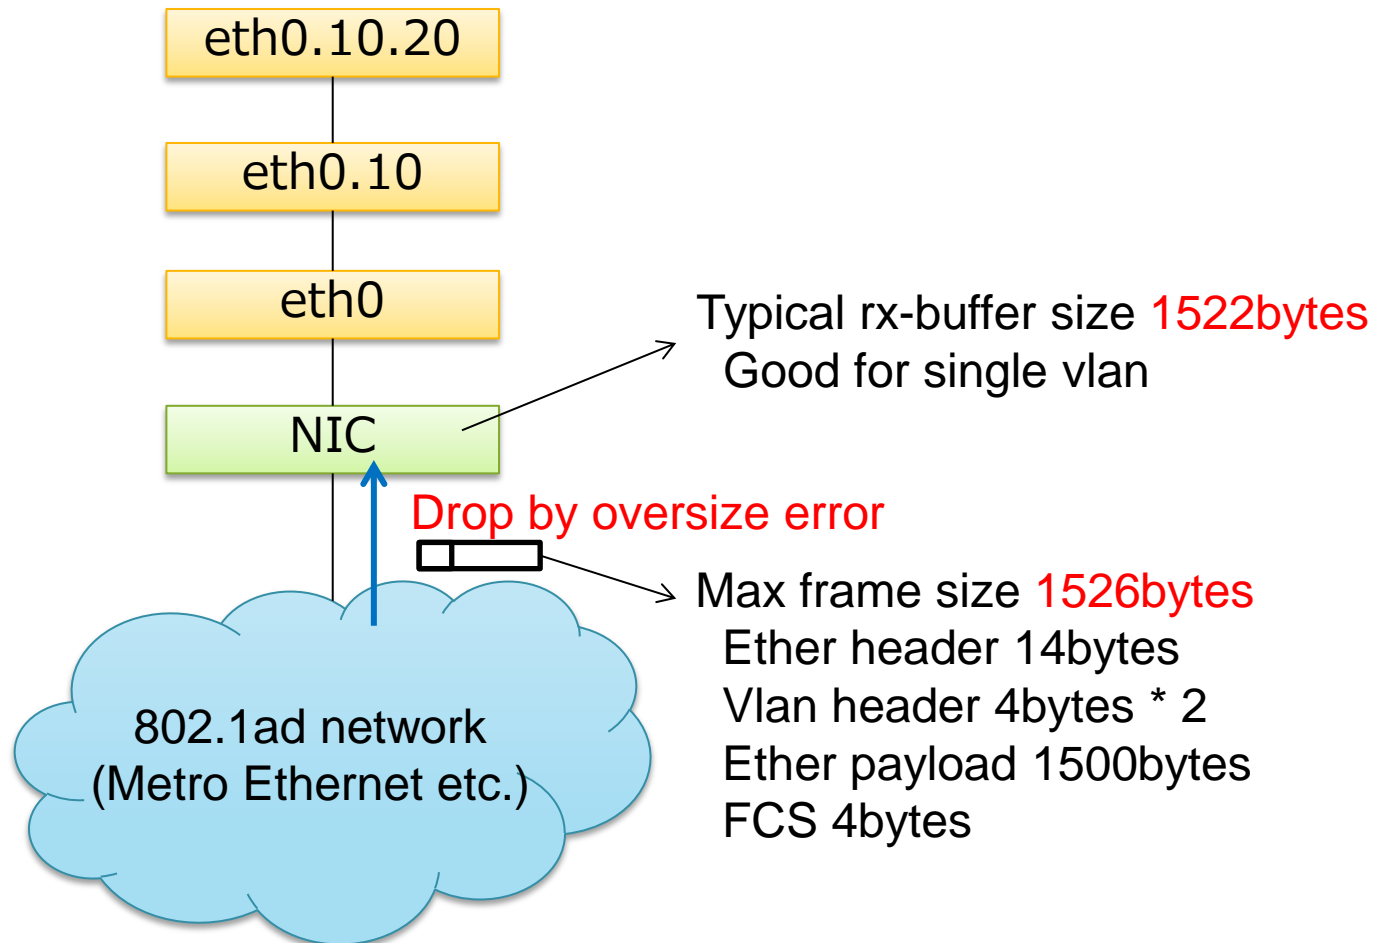 eth0.10.20
eth0.10
eth0
Typical rx-buffer size 1522bytes
Good for single vlan
NIC
Drop by oversize error
Max frame size 1526bytes
Ether header 14bytes
Vlan header 4bytes * 2
Ether payload 1500bytes
FCS 4bytes
802.1ad network
(Metro Ethernet etc.)